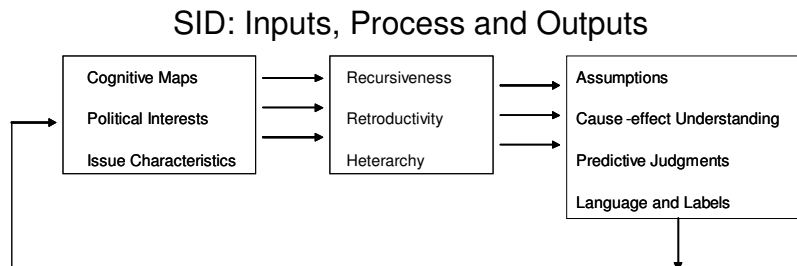 SID: Inputs, Process and Outputs
Cognitive Maps
Political Interests
Issue Characteristics
Recursiveness
Retroductivity
Heterarchy
Assumptions
Cause -effect Understanding
Predictive Judgments
Language and Labels